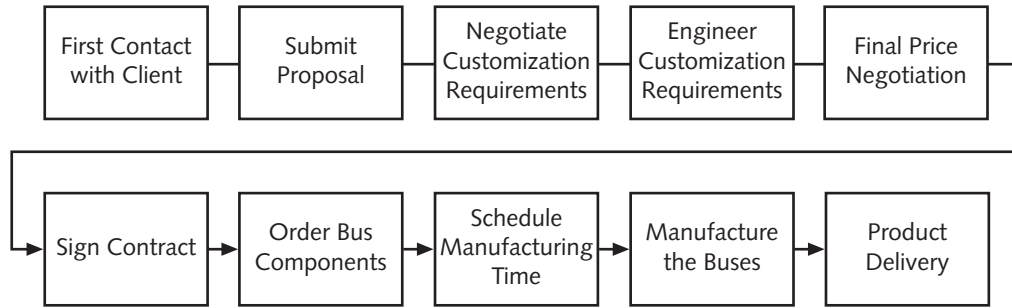 First Contact
with Client
Submit
Proposal
Negotiate
Customization
Requirements
Engineer
Customization
Requirements
Final Price
Negotiation
Sign Contract
Order Bus
Components
Schedule
Manufacturing
Time
Manufacture
the Buses
Product
Delivery